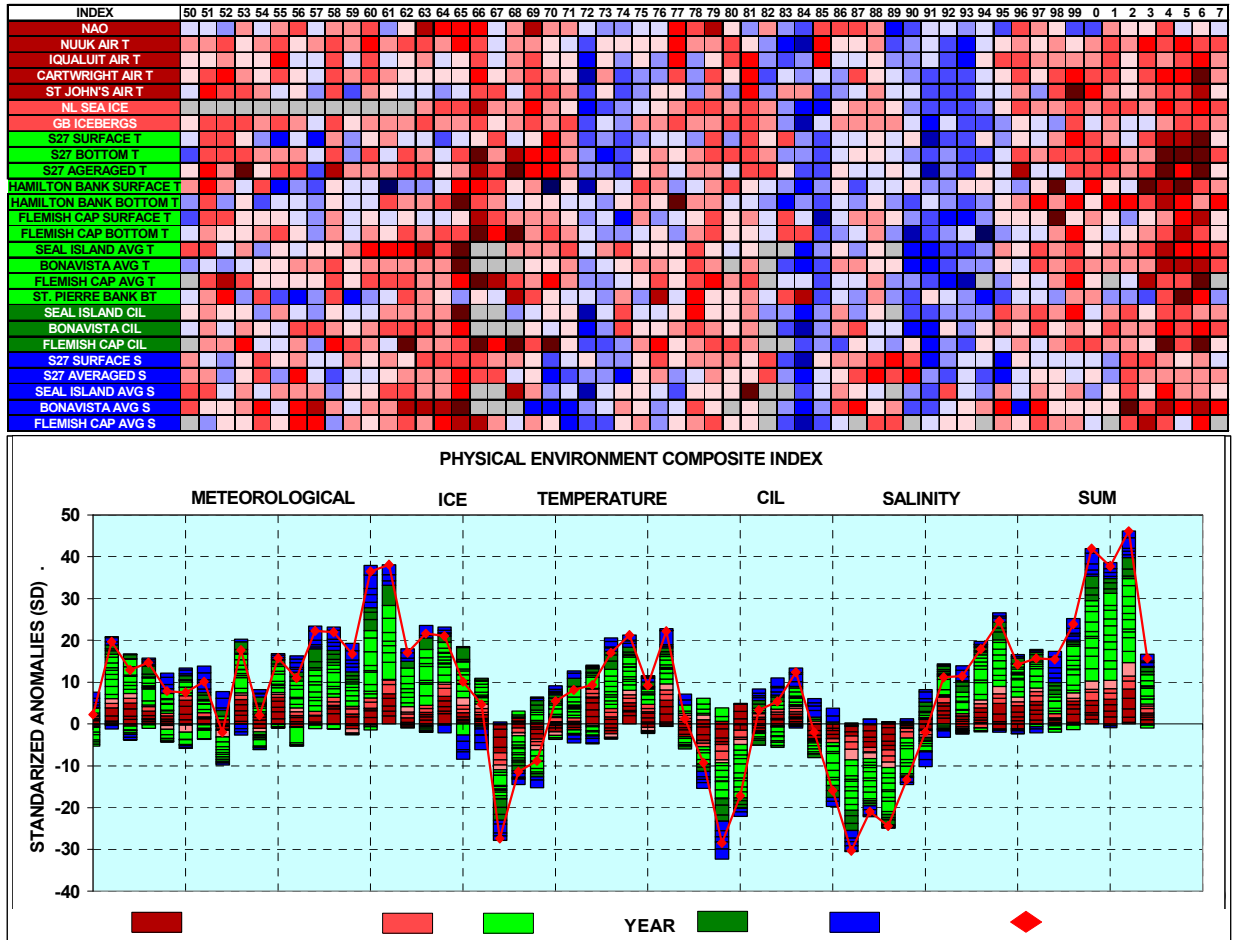 INDEX 50 51 52 53 54 55 56 57 58 59 60 61 62 63 64 65 66 67 68 69 70 71 72 73 74 75 76 77 78 79 80 81 82 83 84 85 86 87 88 89 90 91 92 93 94 95 96 97 98 99 0 1 2 3 4 5 6 7
NAO
NUUK AIR T
IQUALUIT AIR T
CARTWRIGHT AIR T
ST JOHN'S AIR T
NL SEA ICE
GB ICEBERGS
S27 SURFACE T
S27 BOTTOM T
S27 AGERAGED T
HAMILTON BANK SURFACE T
HAMILTON BANK BOTTOM T
FLEMISH CAP SURFACE T
FLEMISH CAP BOTTOM T
SEAL ISLAND AVG T
BONAVISTA AVG T
FLEMISH CAP AVG T
ST. PIERRE BANK BT
SEAL ISLAND CIL
BONAVISTA CIL
FLEMISH CAP CIL
S27 SURFACE S
S27 AVERAGED S
SEAL ISLAND AVG S
BONAVISTA AVG S
FLEMISH CAP AVG S
PHYSICAL ENVIRONMENT COMPOSITE INDEX
METEOROLOGICAL ICE TEMPERATURE CIL SALINITY SUM
STANDARIZED ANOMALIES (SD) .
50
40
30
20
10
0
-10
-20
-30
-40
YEAR